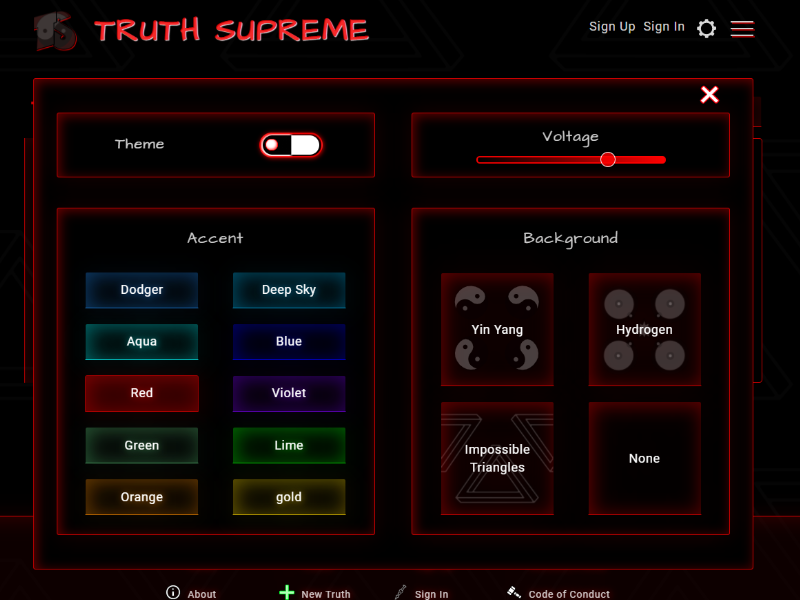 TRUTH SUPREME
Sign Up Sign In
Theme
Voltage
Accent
Dodger
Deep Sky
Aqua
Blue
Red
Violet
Green
Lime
Orange
gold
Background
Yin Yang
Hydrogen
Impossible
Triangles
None
About
New Truth
Sign In
Code of Conduct